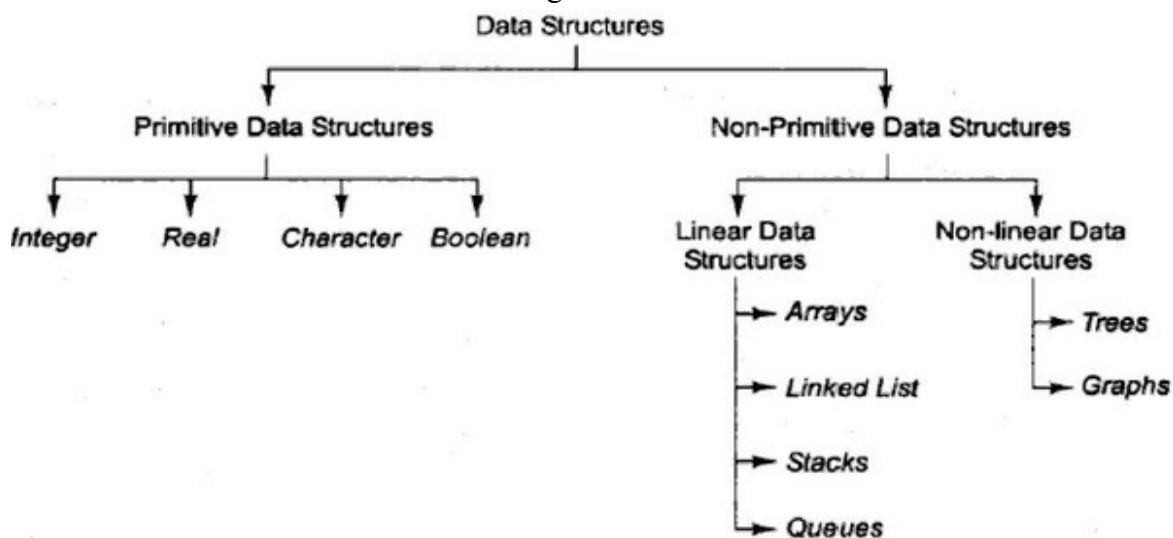 Data Structures
Primitive Data Structures
Non-Primitive Data Structures
Integer
Real
Character
Boolean
Linear Data
Structures
Non-linear Data
Structures
Arrays
Linked List
Stacks
Queues
Trees
Graphs